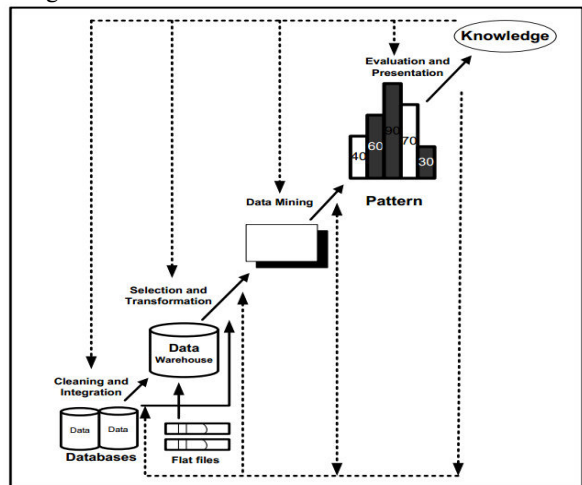 Knowledge
Evaluation and
Presentation
40
60
90
70
30
Pattern
Data Mining
Selection and
Transformation
Data
Warehouse
Cleaning and
Integration
Data
Data
Databases
Flat files